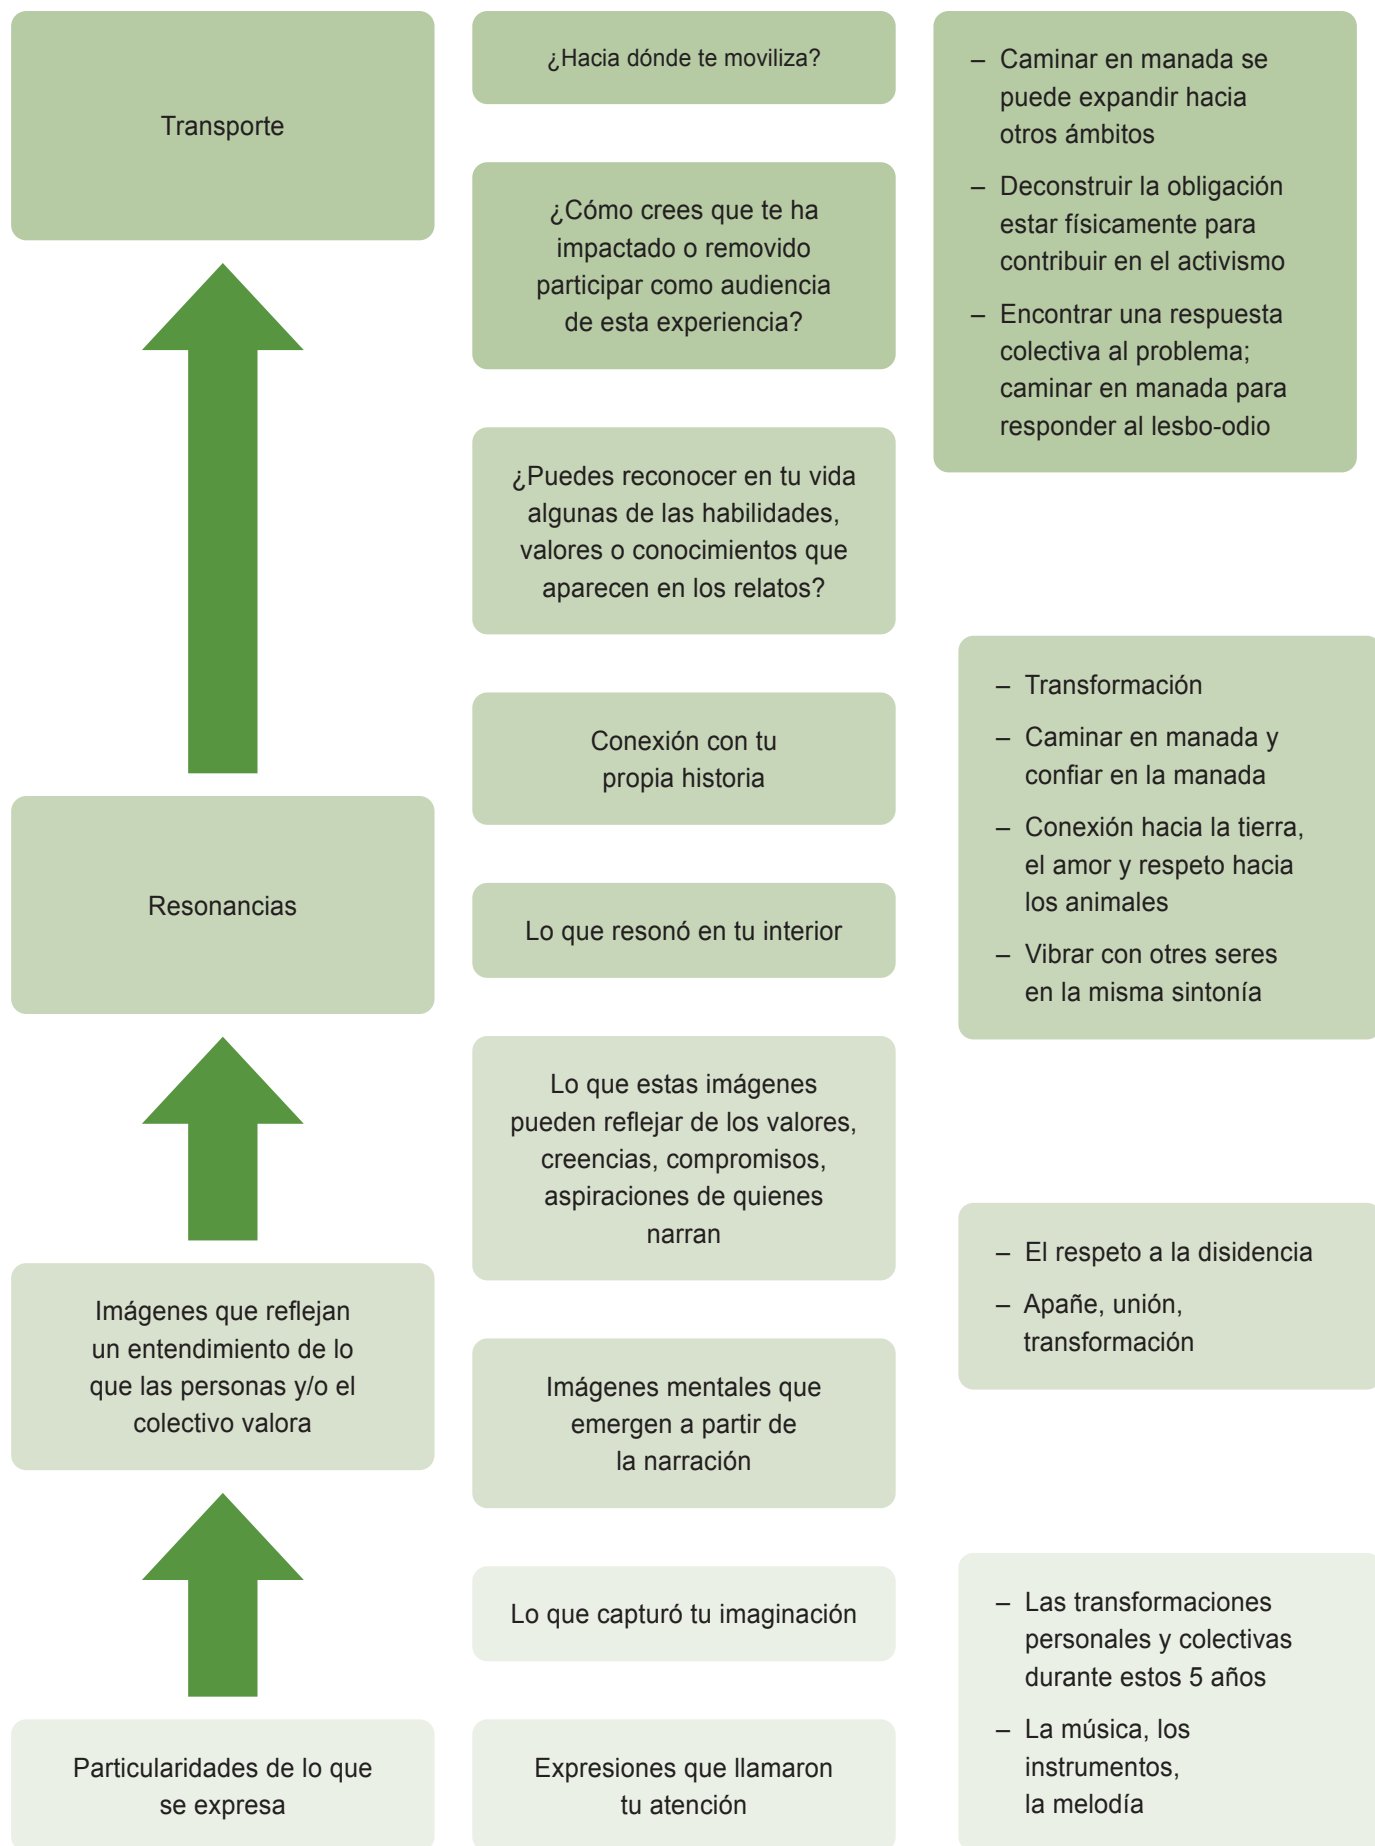 Transporte
¿Hacia dónde te moviliza?
¿Cómo crees que te ha
impactado o removido
participar como audiencia
de esta experiencia?
– Caminar en manada se
puede expandir hacia
otros ámbitos
– Deconstruir la obligación
estar físicamente para
contribuir en el activismo
– Encontrar una respuesta
colectiva al problema;
caminar en manada para
responder al lesbo-odio
¿Puedes reconocer en tu vida
algunas de las habilidades,
valores o conocimientos que
aparecen en los relatos?
Resonancias
Conexión con tu
propia historia
Lo que resonó en tu interior
– Transformación
– Caminar en manada y
confiar en la manada
– Conexión hacia la tierra,
el amor y respeto hacia
los animales
– Vibrar con otres seres
en la misma sintonía
Imágenes que reflejan
un entendimiento de lo
que las personas y/o el
colectivo valora
Lo que estas imágenes
pueden reflejar de los valores,
creencias, compromisos,
aspiraciones de quienes
narran
Imágenes mentales que
emergen a partir de
la narración
– El respeto a la disidencia
– Apañe, unión,
transformación
Particularidades de lo que
se expresa
Lo que capturó tu imaginación
Expresiones que llamaron
tu atención
– Las transformaciones
personales y colectivas
durante estos 5 años
– La música, los
instrumentos,
la melodía